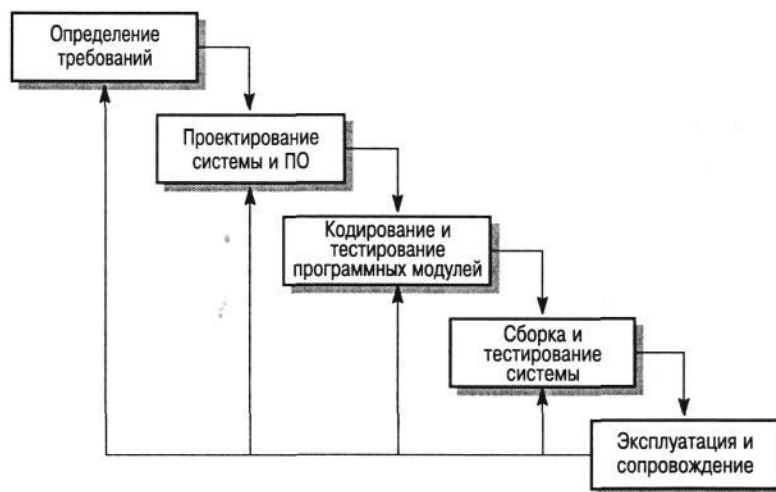 Определение
требований
Проектирование
системы и ПО
Кодирование и
тестирование
программных модулей
Сборка и
тестирование
системы
Эксплуатация и
сопровождение